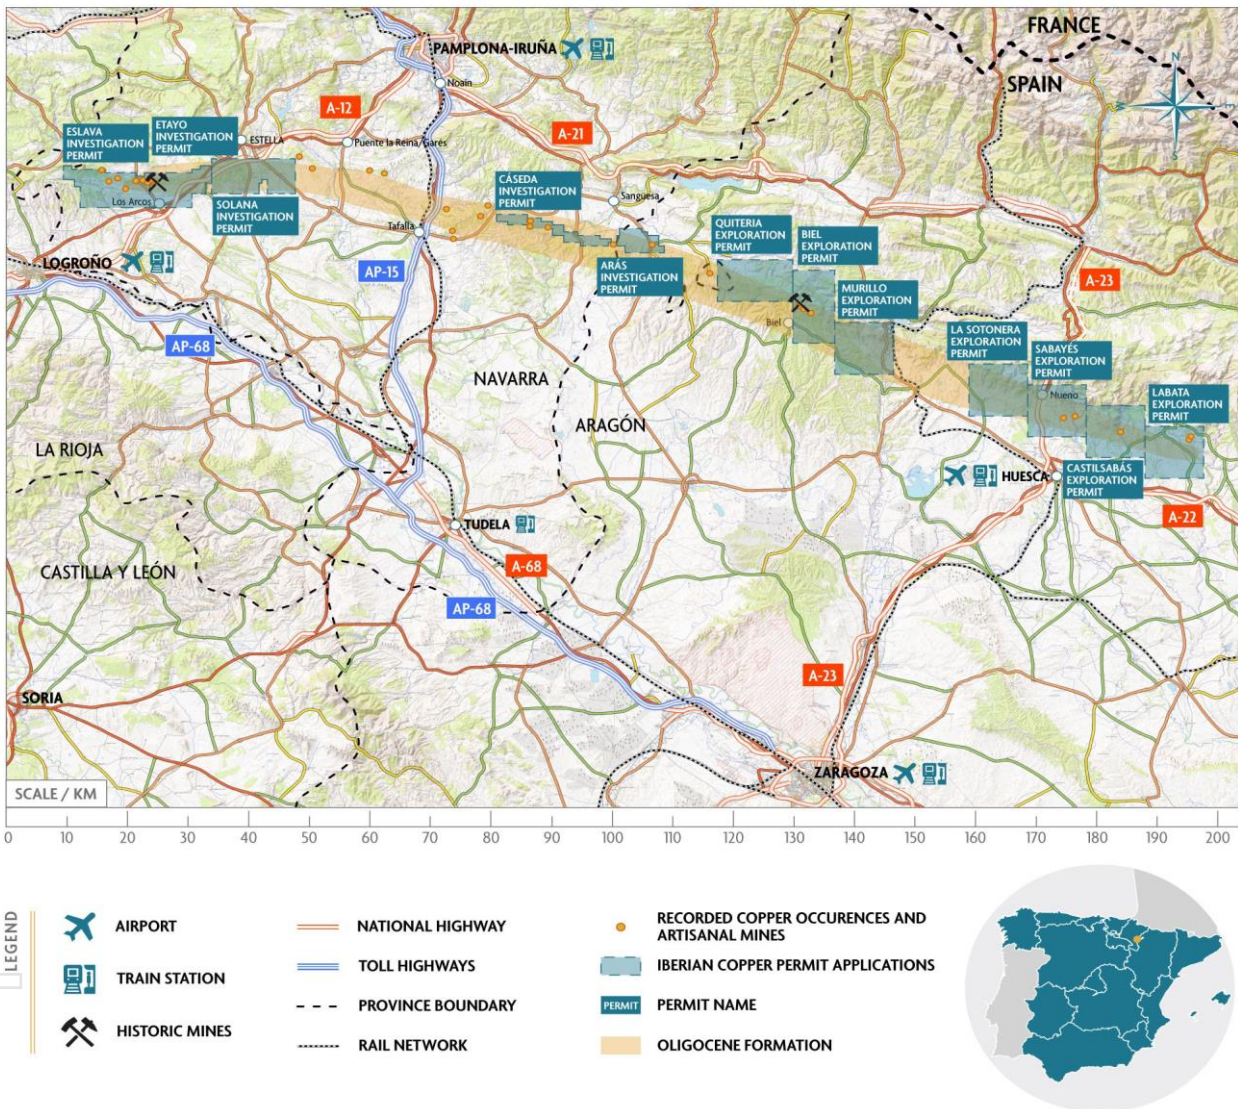 FRANCE
SPAIN
N
PAMPLONA-IRUÑA
Noaín
A-12
A-21
ESLAVA
INVESTIGATION
PERMIT
ETAYO
INVESTIGATION
PERMIT
ESTELLA
Puente la Reina/Garés
Los Arcos
SOLANA
INVESTIGATION
PERMIT
CÁSEDA
INVESTIGATION
PERMIT
Sangüesa
Tafalla
QUITERIA
EXPLORATION
PERMIT
BIEL
EXPLORATION
PERMIT
LOGROÑO
AP-15
ARÁS
INVESTIGATION
PERMIT
MURILLO
EXPLORATION
PERMIT
A-23
Biel
AP-68
LA SOTONERA
EXPLORATION
PERMIT
SABAYÉS
EXPLORATION
PERMIT
Nueno
LABATA
EXPLORATION
PERMIT
NAVARRA
ARAGÓN
LA RIOJA
HUESCA
CASTILSABÁS
EXPLORATION
PERMIT
A-22
TUDELA
CASTILLA Y LEÓN
A-68
AP-68
A-23
SORIA
ZARAGOZA
SCALE / KM
0 10 20 30 40 50 60 70 80 90 100 110 120 130 140 150 160 170 180 190 200
LEGEND
AIRPORT
TRAIN STATION
HISTORIC MINES
NATIONAL HIGHWAY
TOLL HIGHWAYS
PROVINCE BOUNDARY
RAIL NETWORK
RECORDED COPPER OCCURENCES AND
ARTISANAL MINES
IBERIAN COPPER PERMIT APPLICATIONS
PERMIT
PERMIT NAME
OLIGOCENE FORMATION